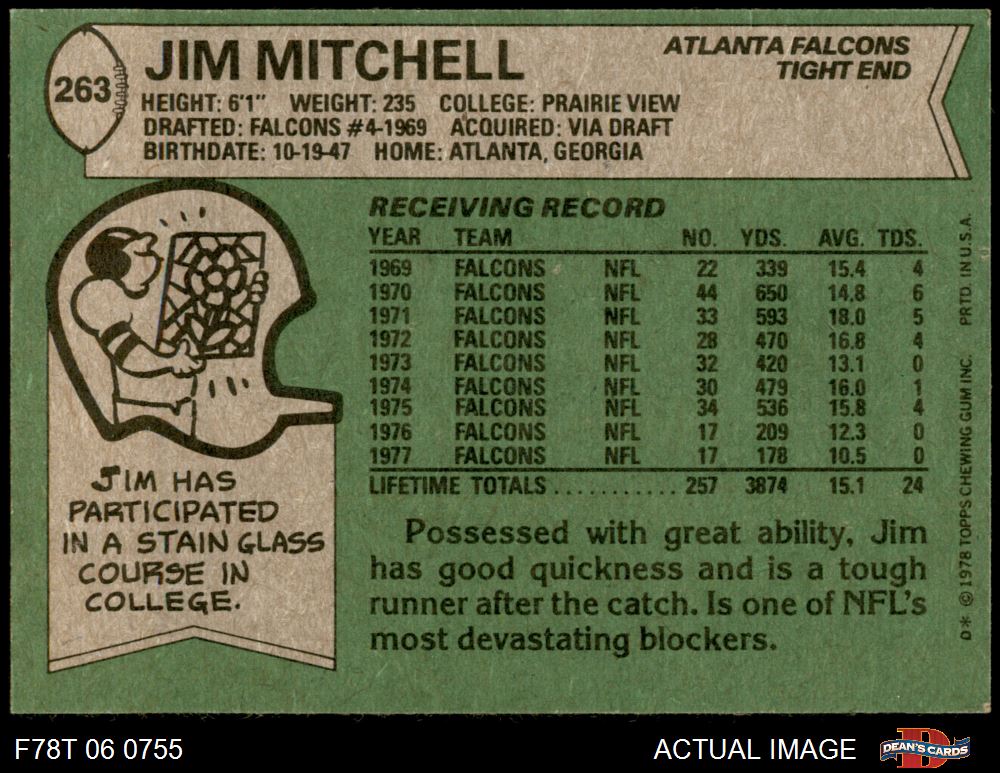 263
JIM MITCHELL
ATLANTA FALCONS
TIGHT END
HEIGHT: 6'1" WEIGHT: 235 COLLEGE: PRAIRIE VIEW
DRAFTED: FALCONS #4-1969 ACQUIRED: VIA DRAFT
BIRTHDATE: 10-19-47 HOME: ATLANTA, GEORGIA
RECEIVING RECORD
YEAR TEAM NO. YDS. AVG. TDS.
1969 FALCONS NFL 22 339 15.4 4
1970 FALCONS NFL 44 650 14.8 6
1971 FALCONS NFL 33 593 18.0 5
1972 FALCONS NFL 28 470 16.8 4
1973 FALCONS NFL 32 420 13.1 0
1974 FALCONS NFL 30 479 16.0 1
1975 FALCONS NFL 34 536 15.8 4
1976 FALCONS NFL 17 209 12.3 0
1977 FALCONS NFL 17 178 10.5 0
LIFETIME TOTALS........... 257 3874 15.1 24
JIM HAS
PARTICIPATED
IN A STAIN GLASS
COURSE IN
COLLEGE.
Possessed with great ability, Jim
has good quickness and is a tough
runner after the catch. Is one of NFL's
most devastating blockers.
D* © 1978 TOPPS CHEWING GUM INC. PRTD. IN U.S.A.
F78T 06 0755
ACTUAL IMAGE
DEAN'S CARDS